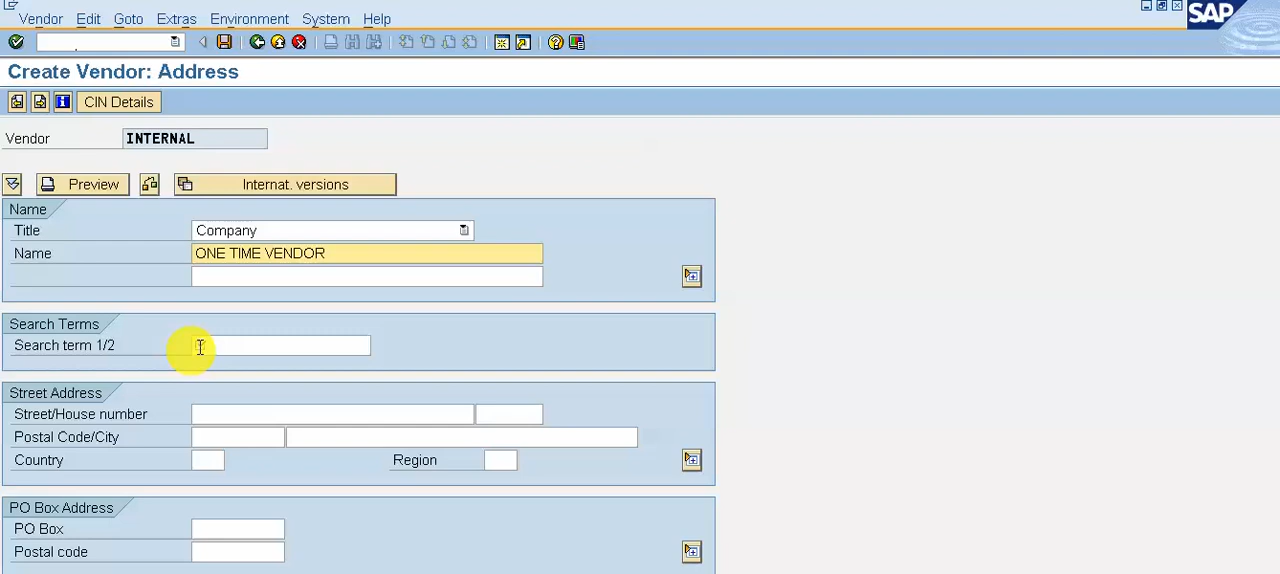 Vendor Edit Goto Extras Environment System Help
SAP
Create Vendor: Address
CIN Details
Vendor INTERNAL
Preview Internat. versions
Name
Title Company
Name ONE TIME VENDOR
Search Terms
Search term 1/2
Street Address
Street/House number
Postal Code/City
Country Region
PO Box Address
PO Box
Postal code